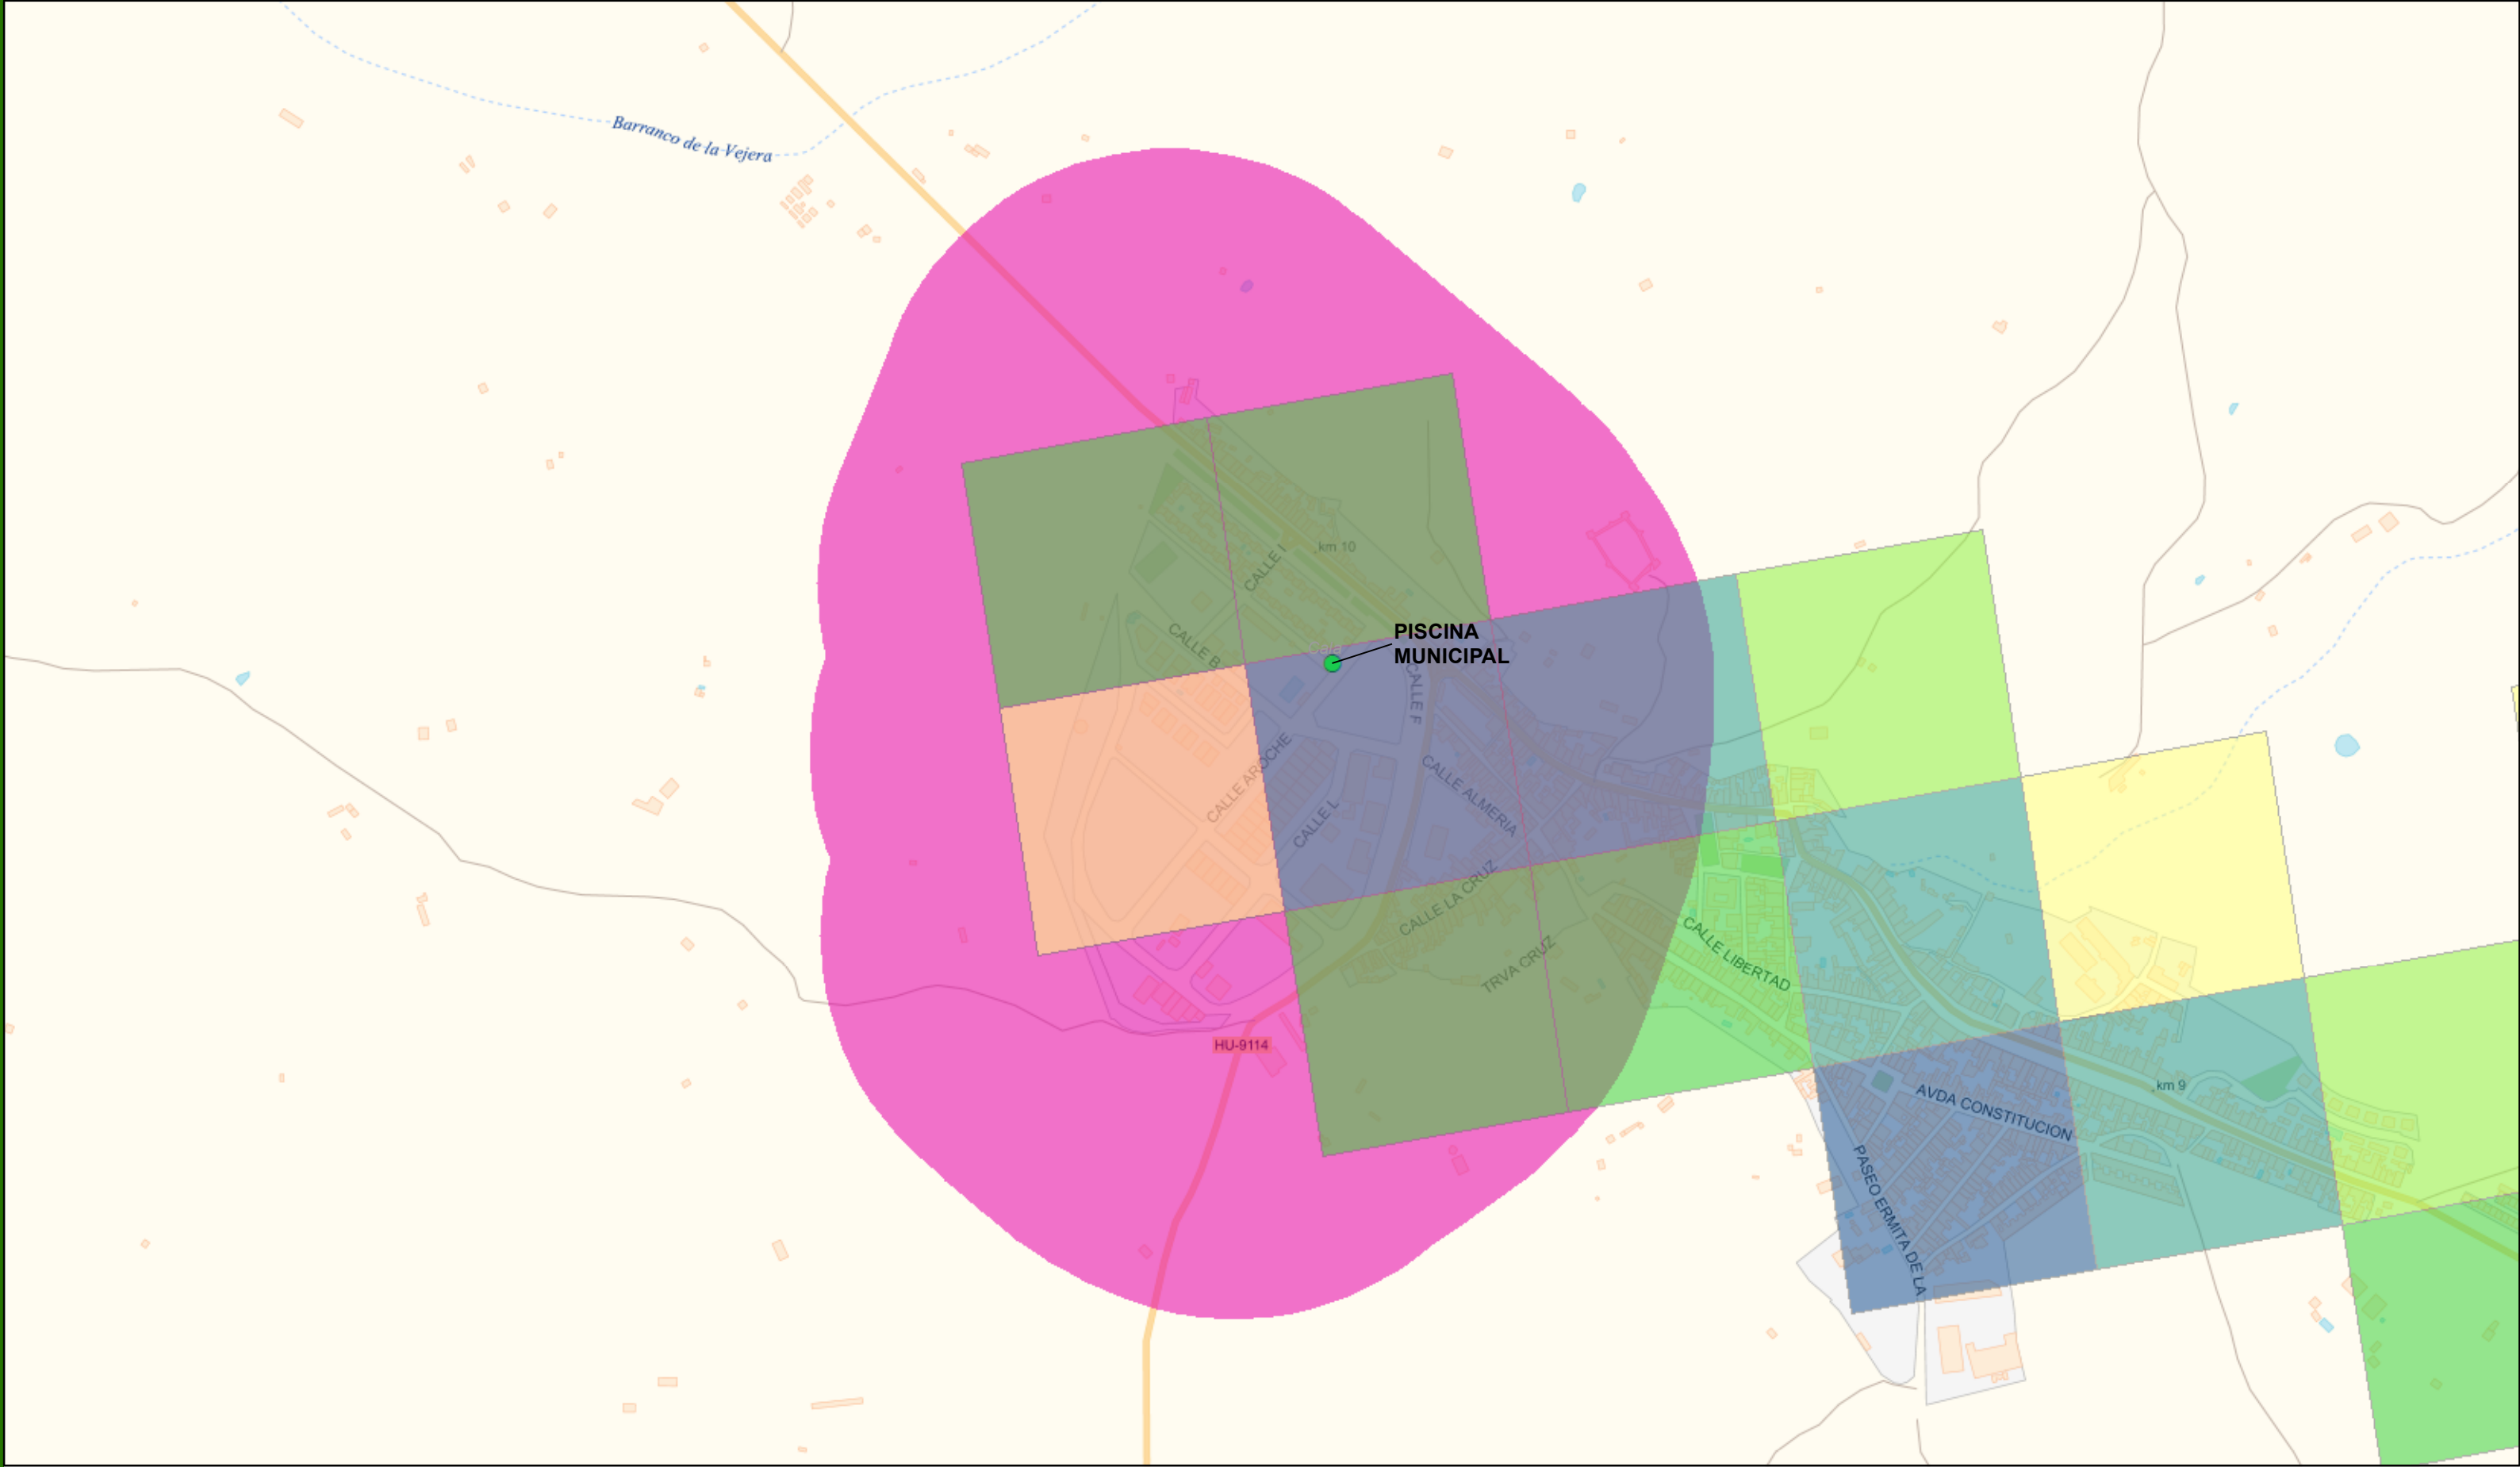 Barranco de la Vejera
km 10
CALLE I
CALLE B
PISCINA
MUNICIPAL
CALLE F
CALLE AROCHE
CALLE L
CALLE ALMERIA
CALLE LA CRUZ
TRVA CRUZ
CALLE LIBERTAD
HU-9114
km 9
AVDA CONSTITUCION
PASEO ERMITA DE LA